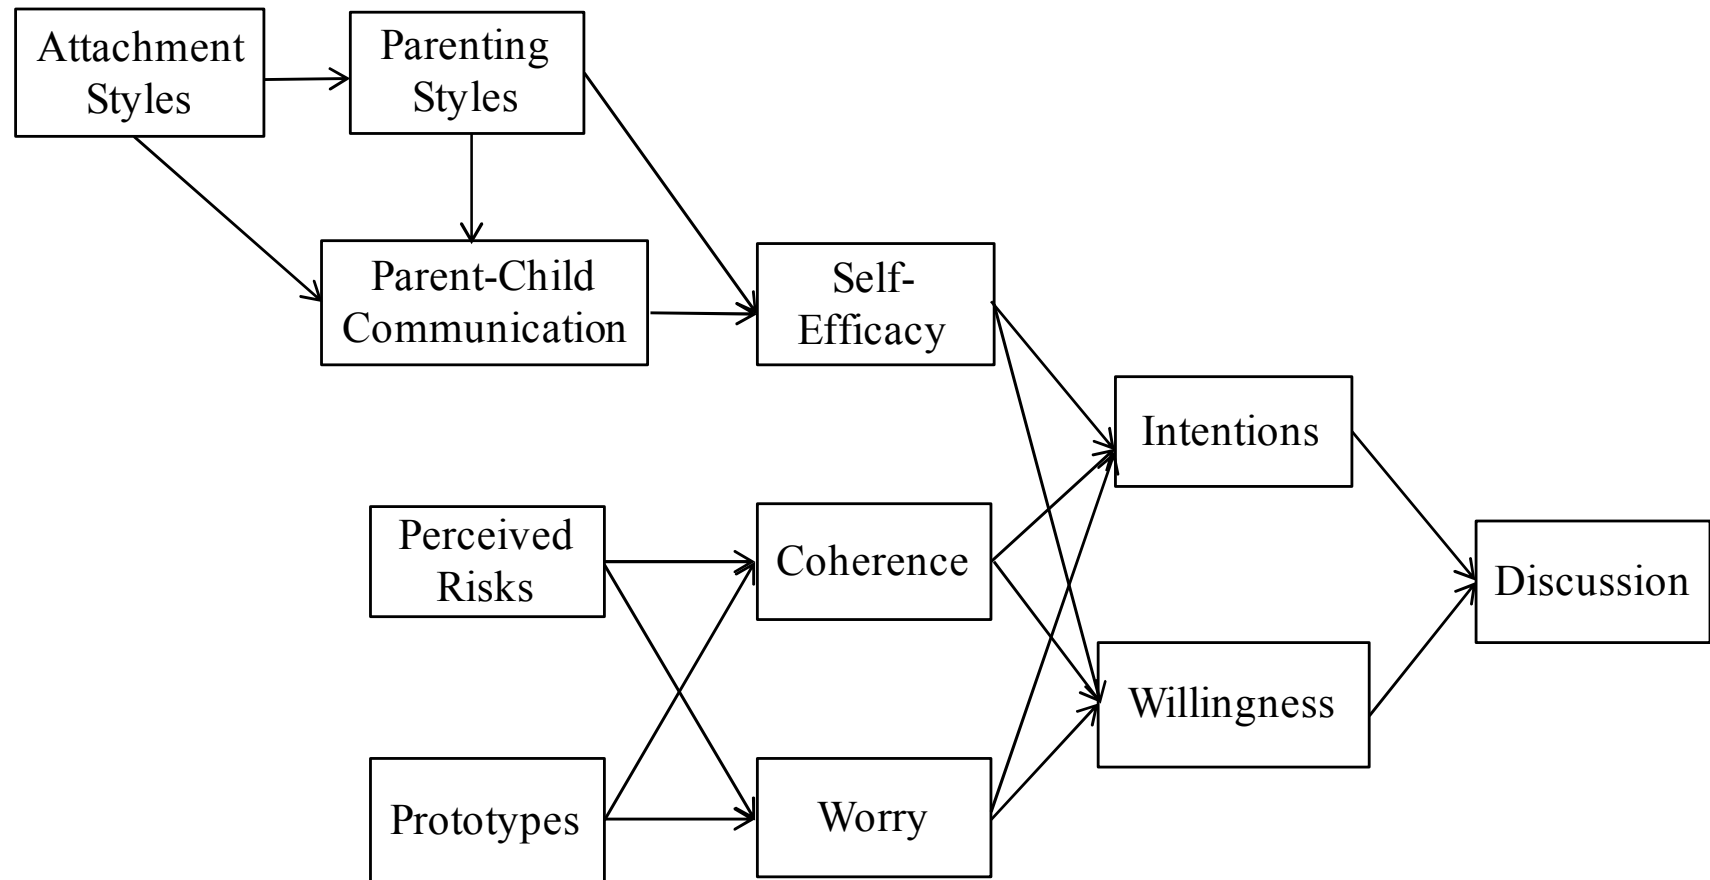 Attachment
Styles
Parenting
Styles
Parent-Child
Communication
Self-
Efficacy
Intentions
Perceived
Risks
Coherence
Discussion
Willingness
Prototypes
Worry